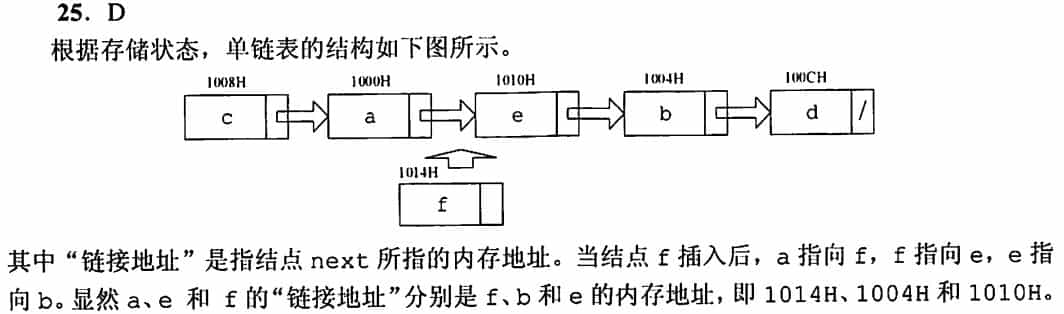 25. D
根据存储状态，单链表的结构如下图所示。
1008H 1000H 1010H 1004H 100CH
c a e b d /
1014H
f
其中“链接地址”是指结点 next 所指的内存地址。当结点 f 插入后，a 指向 f，f 指向 e，e 指
向 b。显然 a、e 和 f 的“链接地址”分别是 f、b 和 e 的内存地址，即 1014H、1004H 和 1010H。